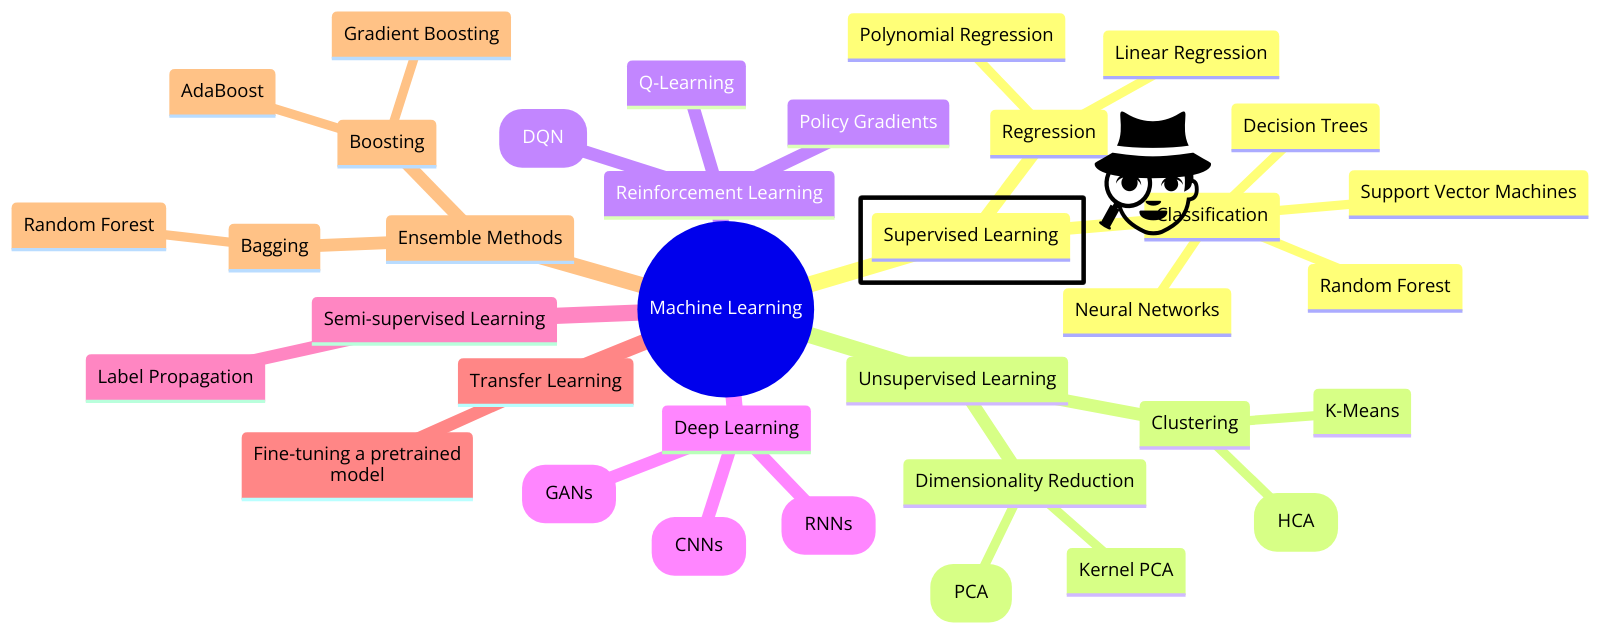 Gradient Boosting
AdaBoost
Boosting
Random Forest
Bagging
Ensemble Methods
Q-Learning
DQN
Policy Gradients
Reinforcement Learning
Polynomial Regression
Linear Regression
Regression
Decision Trees
Support Vector Machines
Classification
Supervised Learning
Random Forest
Neural Networks
Machine Learning
Semi-supervised Learning
Label Propagation
Transfer Learning
Fine-tuning a pretrained
model
Deep Learning
GANs
CNNs
RNNs
Unsupervised Learning
Clustering
K-Means
HCA
Dimensionality Reduction
PCA
Kernel PCA